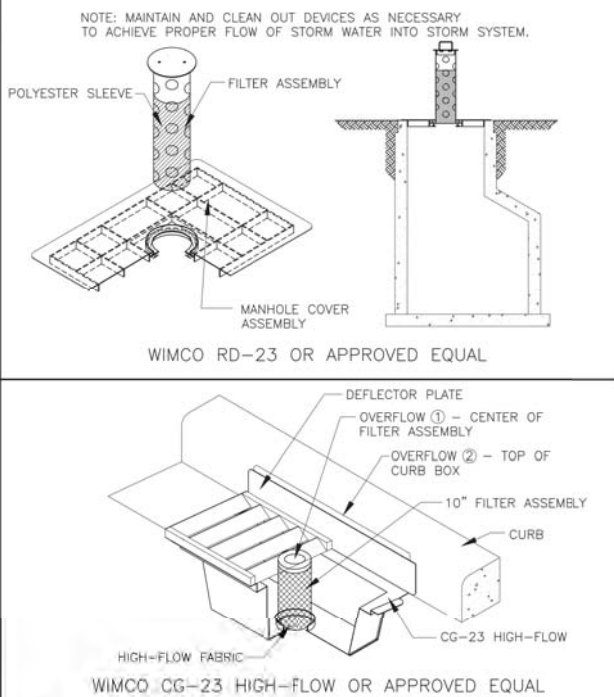 NOTE: MAINTAIN AND CLEAN OUT DEVICES AS NECESSARY
TO ACHIEVE PROPER FLOW OF STORM WATER INTO STORM SYSTEM.
POLYESTER SLEEVE
FILTER ASSEMBLY
MANHOLE COVER
ASSEMBLY
WIMCO RD-23 OR APPROVED EQUAL
DEFLECTOR PLATE
OVERFLOW ① - CENTER OF
FILTER ASSEMBLY
OVERFLOW ② - TOP OF
CURB BOX
10" FILTER ASSEMBLY
CURB
CG-23 HIGH-FLOW
HIGH-FLOW FABRIC
WIMCO CG-23 HIGH-FLOW OR APPROVED EQUAL